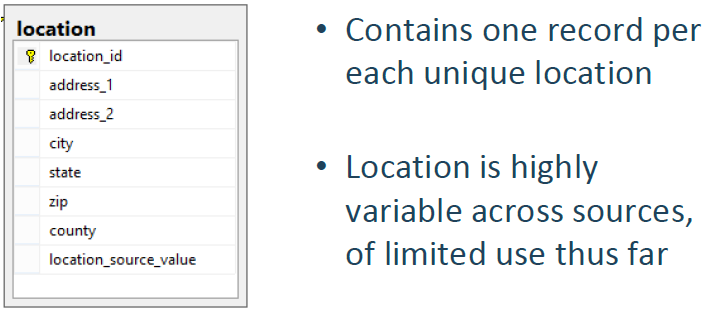 location
location_id
address_1
address_2
city
state
zip
county
location_source_value
• Contains one record per
each unique location
• Location is highly
variable across sources,
of limited use thus far